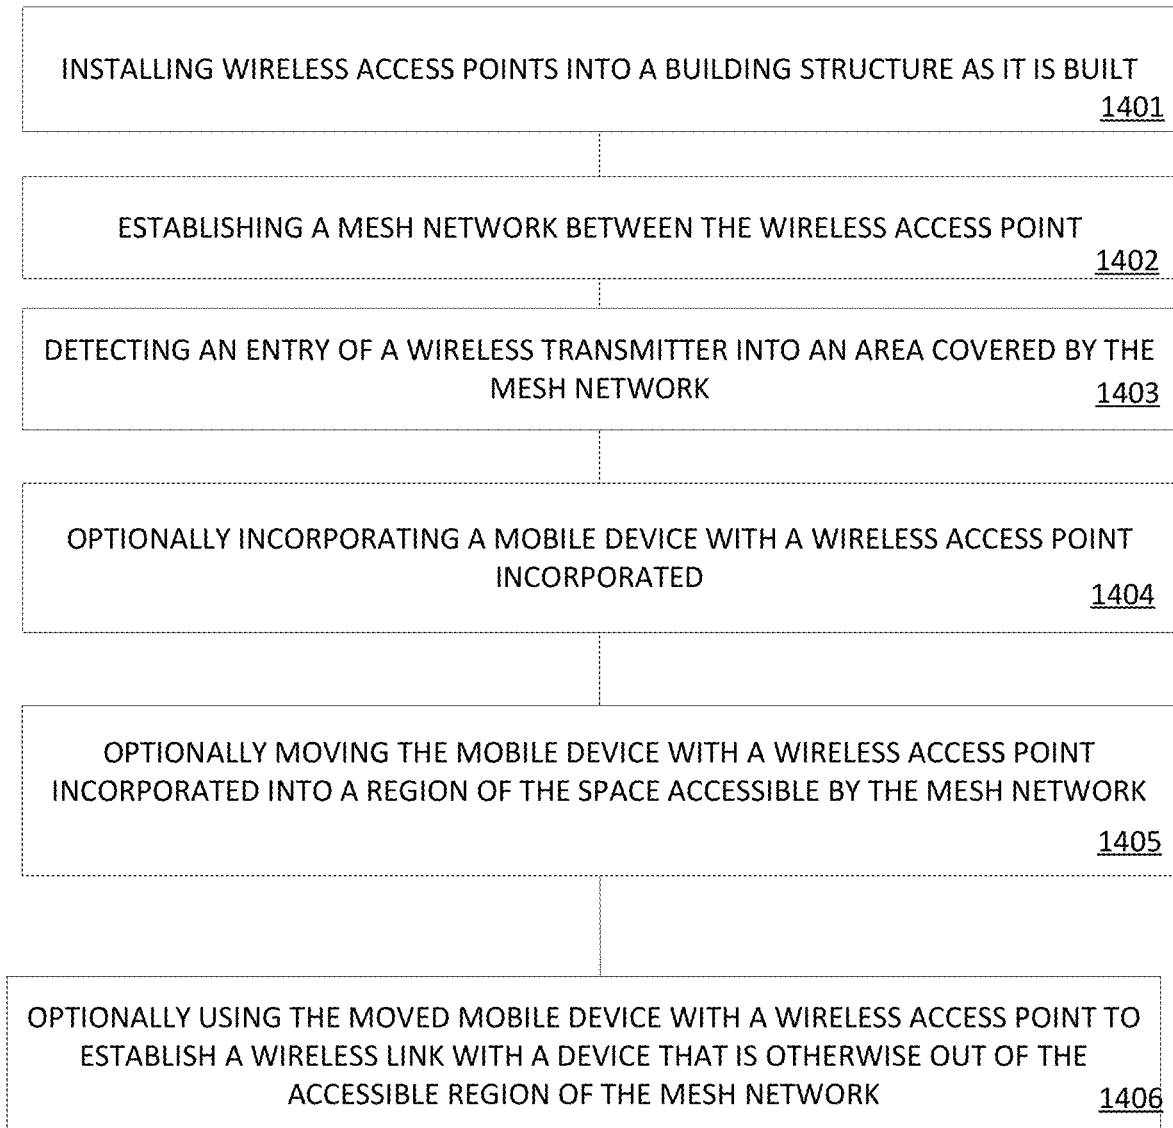 INSTALLING WIRELESS ACCESS POINTS INTO A BUILDING STRUCTURE AS IT IS BUILT
1401
ESTABLISHING A MESH NETWORK BETWEEN THE WIRELESS ACCESS POINT
1402
DETECTING AN ENTRY OF A WIRELESS TRANSMITTER INTO AN AREA COVERED BY THE
MESH NETWORK
1403
OPTIONALLY INCORPORATING A MOBILE DEVICE WITH A WIRELESS ACCESS POINT
INCORPORATED
1404
OPTIONALLY MOVING THE MOBILE DEVICE WITH A WIRELESS ACCESS POINT
INCORPORATED INTO A REGION OF THE SPACE ACCESSIBLE BY THE MESH NETWORK
1405
OPTIONALLY USING THE MOVED MOBILE DEVICE WITH A WIRELESS ACCESS POINT TO
ESTABLISH A WIRELESS LINK WITH A DEVICE THAT IS OTHERWISE OUT OF THE
ACCESSIBLE REGION OF THE MESH NETWORK
1406